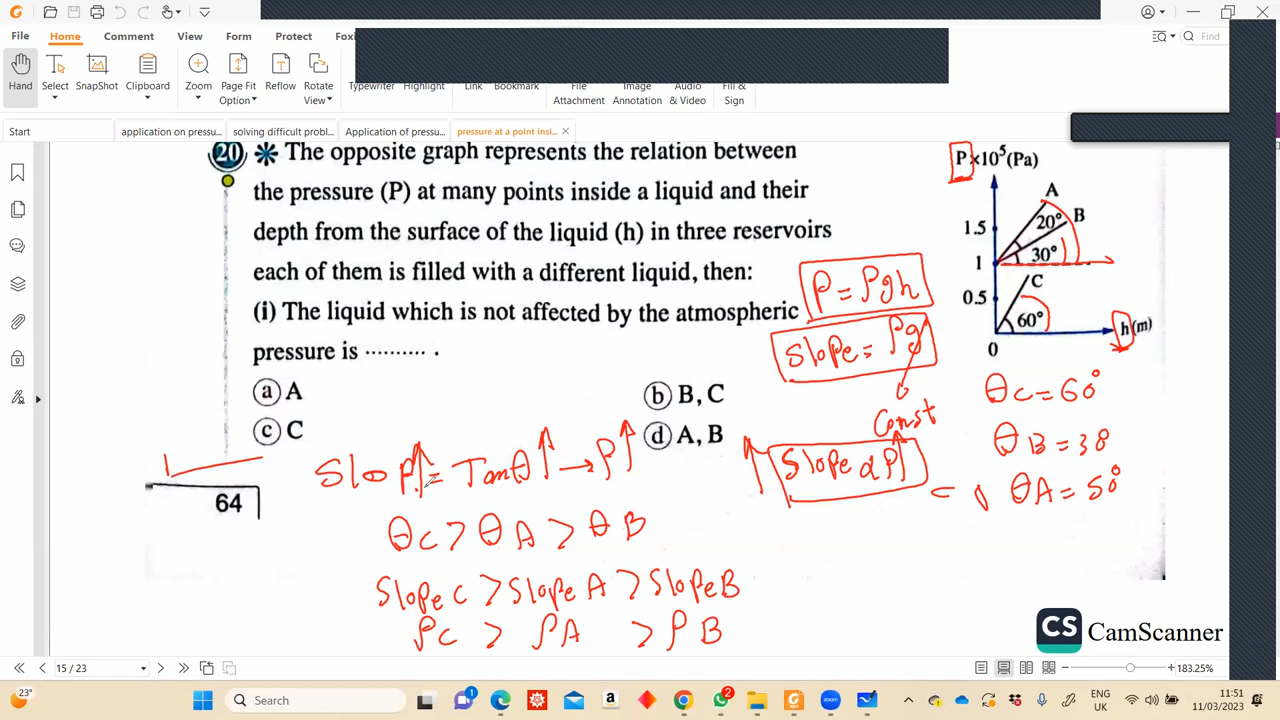 File Home Comment View Form Protect Foxi
Find
Hand Select SnapShot Clipboard Zoom Page Fit Option Reflow Rotate View Typewriter Highlight Link Bookmark File Attachment Image Annotation Audio & Video Fill & Sign
Start application on pressu... solving difficult probl... Application of pressu... pressure at a point insi...
20 * The opposite graph represents the relation between
the pressure (P) at many points inside a liquid and their
depth from the surface of the liquid (h) in three reservoirs
each of them is filled with a different liquid, then:
(i) The liquid which is not affected by the atmospheric
pressure is .......... .
a A
b B, C
c C
d A, B
64
P×10⁵(Pa)
A
20° B
1.5
30°
1
C
0.5
60°
h(m)
0
P = ρgh
Slope = ρg
Const
Slope α ρ↑
θC = 60°
θB = 30
θA = 50°
Slope↑ = Tanθ↑ → ρ↑
θC > θA > θB
Slope C > Slope A > Slope B
ρC > ρA > ρB
CS CamScanner
15 / 23
183.25%
23°
Search
1
2
zoom
ENG
UK
11:51
11/03/2023